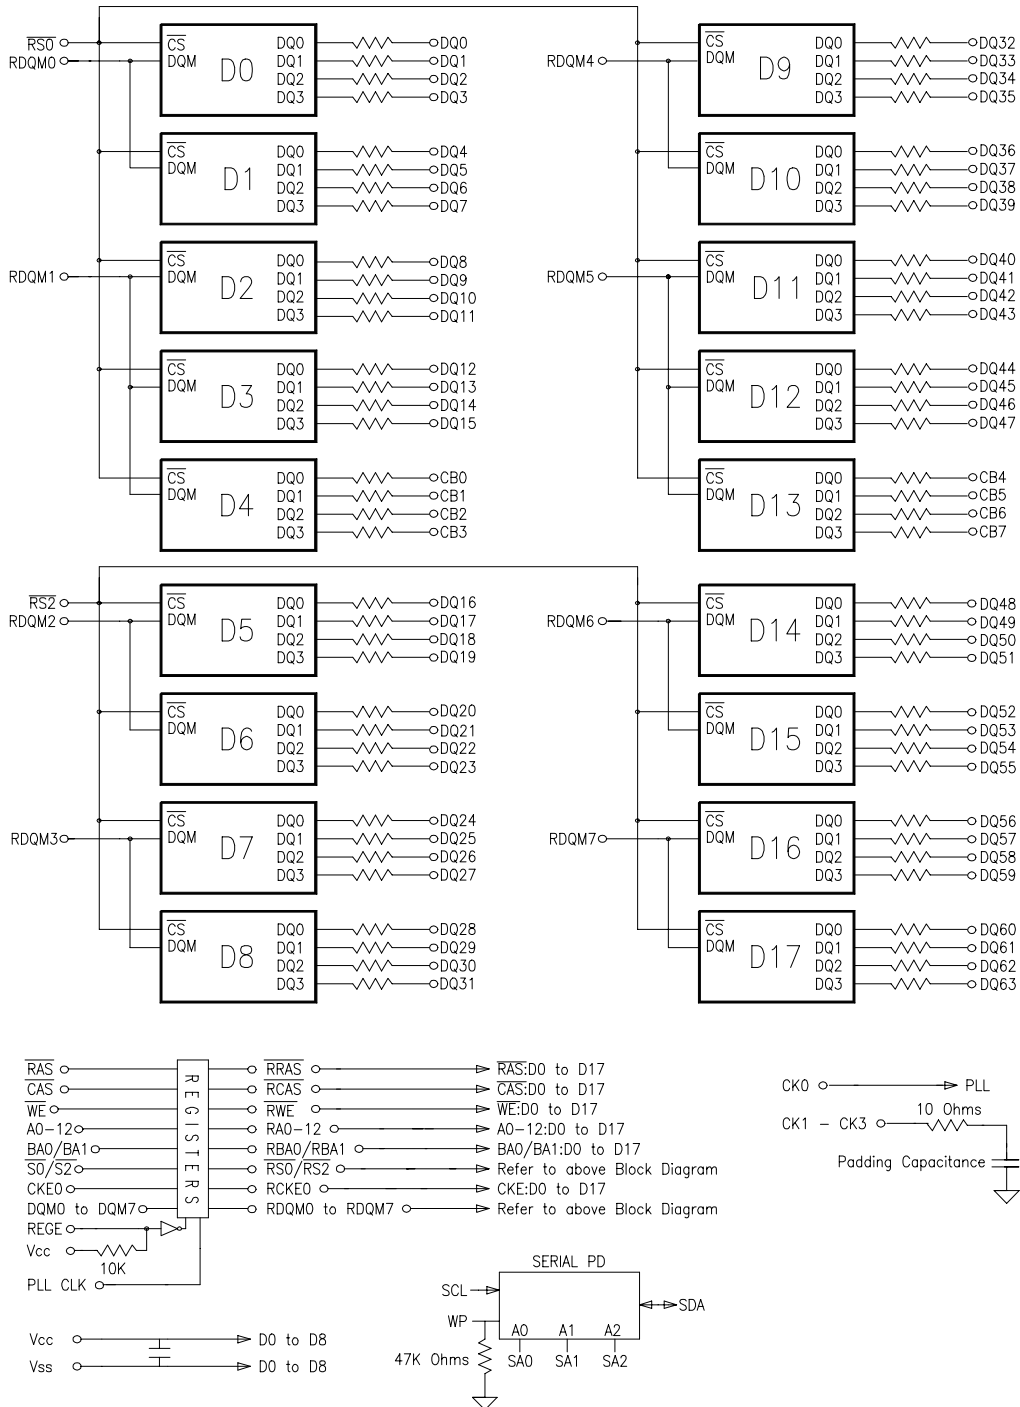 RS0 CS DQ0 DQ0 CS DQ0 DQ32
RDQM0 DQM D0 DQ1 DQ1 RDQM4 DQM D9 DQ1 DQ33
DQ2 DQ2 DQ2 DQ34
DQ3 DQ3 DQ3 DQ35
CS DQ0 DQ4 CS DQ0 DQ36
DQM D1 DQ1 DQ5 DQM D10 DQ1 DQ37
DQ2 DQ6 DQ2 DQ38
DQ3 DQ7 DQ3 DQ39
CS DQ0 DQ8 CS DQ0 DQ40
RDQM1 DQM D2 DQ1 DQ9 RDQM5 DQM D11 DQ1 DQ41
DQ2 DQ10 DQ2 DQ42
DQ3 DQ11 DQ3 DQ43
CS DQ0 DQ12 CS DQ0 DQ44
DQM D3 DQ1 DQ13 DQM D12 DQ1 DQ45
DQ2 DQ14 DQ2 DQ46
DQ3 DQ15 DQ3 DQ47
CS DQ0 CB0 CS DQ0 CB4
DQM D4 DQ1 CB1 DQM D13 DQ1 CB5
DQ2 CB2 DQ2 CB6
DQ3 CB3 DQ3 CB7
RS2 CS DQ0 DQ16 CS DQ0 DQ48
RDQM2 DQM D5 DQ1 DQ17 RDQM6 DQM D14 DQ1 DQ49
DQ2 DQ18 DQ2 DQ50
DQ3 DQ19 DQ3 DQ51
CS DQ0 DQ20 CS DQ0 DQ52
DQM D6 DQ1 DQ21 DQM D15 DQ1 DQ53
DQ2 DQ22 DQ2 DQ54
DQ3 DQ23 DQ3 DQ55
CS DQ0 DQ24 CS DQ0 DQ56
RDQM3 DQM D7 DQ1 DQ25 RDQM7 DQM D16 DQ1 DQ57
DQ2 DQ26 DQ2 DQ58
DQ3 DQ27 DQ3 DQ59
CS DQ0 DQ28 CS DQ0 DQ60
DQM D8 DQ1 DQ29 DQM D17 DQ1 DQ61
DQ2 DQ30 DQ2 DQ62
DQ3 DQ31 DQ3 DQ63
REGISTERS
RAS RRAS RAS:D0 to D17
CAS RCAS CAS:D0 to D17
WE RWE WE:D0 to D17
A0-12 RA0-12 A0-12:D0 to D17
BA0/BA1 RBA0/RBA1 BA0/BA1:D0 to D17
S0/S2 RS0/RS2 Refer to above Block Diagram
CKE0 RCKE0 CKE:D0 to D17
DQM0 to DQM7 RDQM0 to RDQM7 Refer to above Block Diagram
REGE
Vcc
10K
PLL CLK
CK0 PLL
10 Ohms
CK1 - CK3
Padding Capacitance
SERIAL PD
SCL
SDA
WP
A0 A1 A2
47K Ohms SA0 SA1 SA2
Vcc D0 to D8
Vss D0 to D8